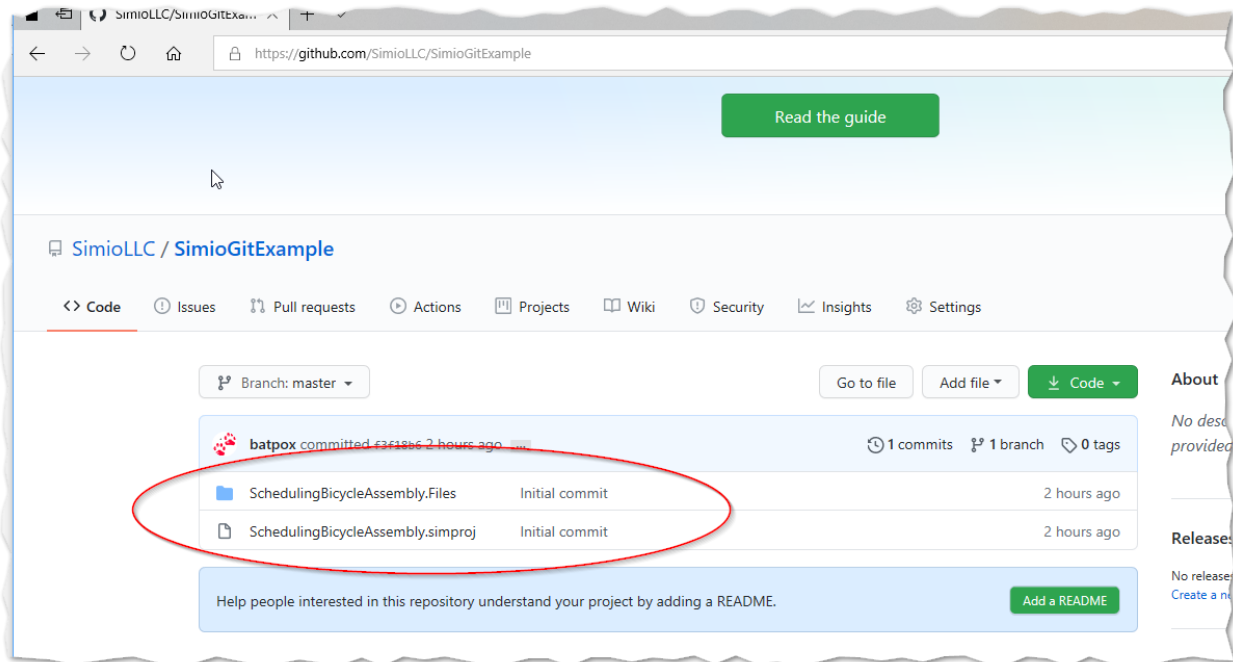 SimioLLC/SimioGitExa...
https://github.com/SimioLLC/SimioGitExample
Read the guide
SimioLLC / SimioGitExample
Code Issues Pull requests Actions Projects Wiki Security Insights Settings
Branch: master Go to file Add file Code
About
batpox committed f3f18b6 2 hours ago ... 1 commits 1 branch 0 tags
No desc
provided
SchedulingBicycleAssembly.Files Initial commit 2 hours ago
SchedulingBicycleAssembly.simproj Initial commit 2 hours ago
Releases
Help people interested in this repository understand your project by adding a README. Add a README
No release
Create a ne